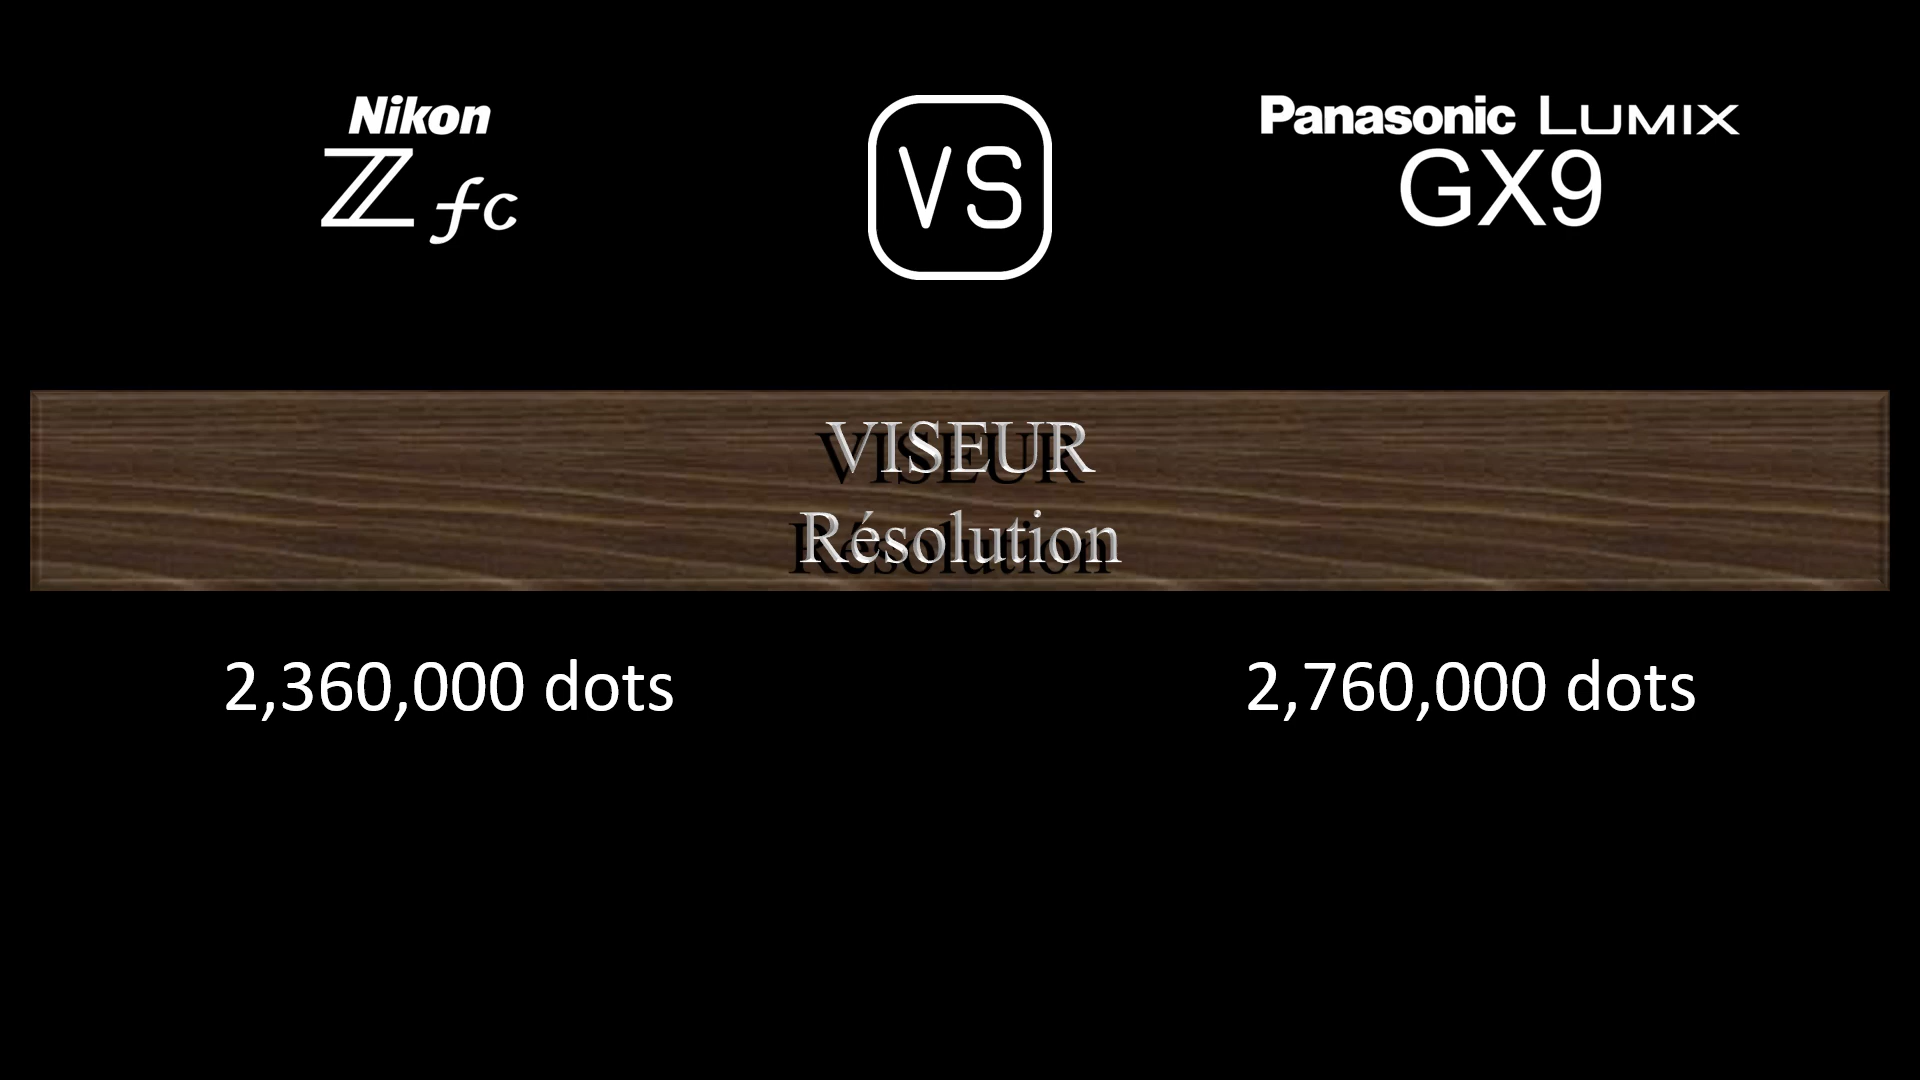 Nikon
Z fc
VS
Panasonic LUMIX
GX9
VISEUR
Résolution
2,360,000 dots
2,760,000 dots